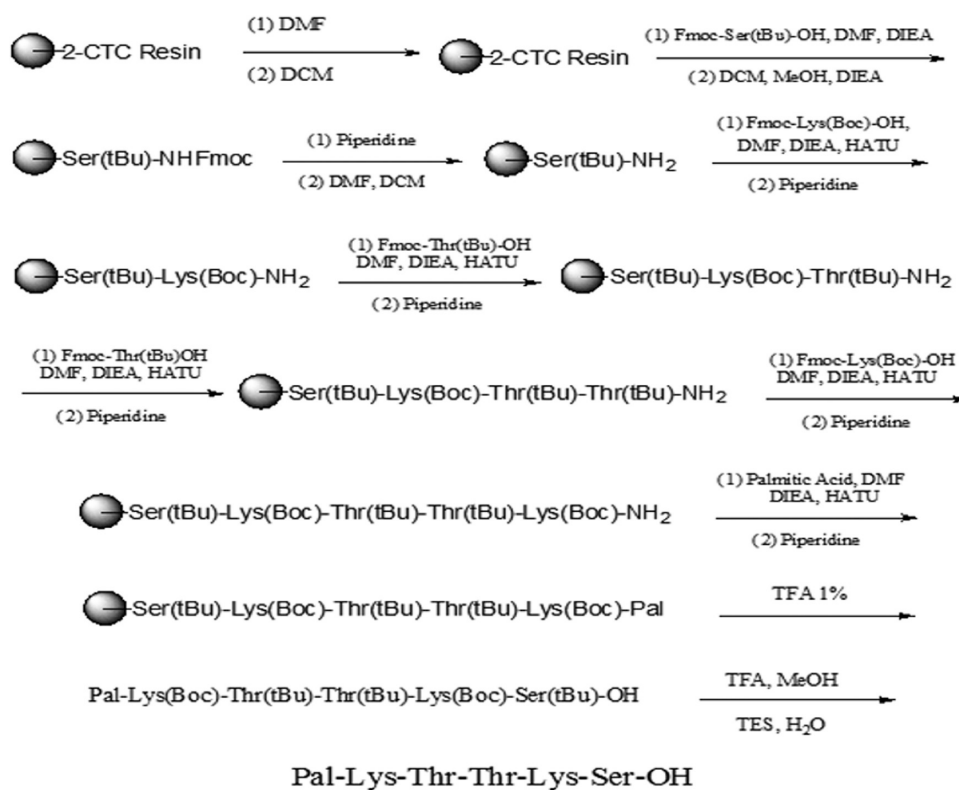 2-CTC Resin
(1) DMF
(2) DCM
2-CTC Resin
(1) Fmoc-Ser(tBu)-OH, DMF, DIEA
(2) DCM, MeOH, DIEA
Ser(tBu)-NHFmoc
(1) Piperidine
(2) DMF, DCM
Ser(tBu)-NH2
(1) Fmoc-Lys(Boc)-OH,
DMF, DIEA, HATU
(2) Piperidine
Ser(tBu)-Lys(Boc)-NH2
(1) Fmoc-Thr(tBu)-OH
DMF, DIEA, HATU
(2) Piperidine
Ser(tBu)-Lys(Boc)-Thr(tBu)-NH2
(1) Fmoc-Thr(tBu)OH
DMF, DIEA, HATU
(2) Piperidine
Ser(tBu)-Lys(Boc)-Thr(tBu)-Thr(tBu)-NH2
(1) Fmoc-Lys(Boc)-OH
DMF, DIEA, HATU
(2) Piperidine
Ser(tBu)-Lys(Boc)-Thr(tBu)-Thr(tBu)-Lys(Boc)-NH2
(1) Palmitic Acid, DMF
DIEA, HATU
(2) Piperidine
Ser(tBu)-Lys(Boc)-Thr(tBu)-Thr(tBu)-Lys(Boc)-Pal
TFA 1%
Pal-Lys(Boc)-Thr(tBu)-Thr(tBu)-Lys(Boc)-Ser(tBu)-OH
TFA, MeOH
TES, H2O
Pal-Lys-Thr-Thr-Lys-Ser-OH